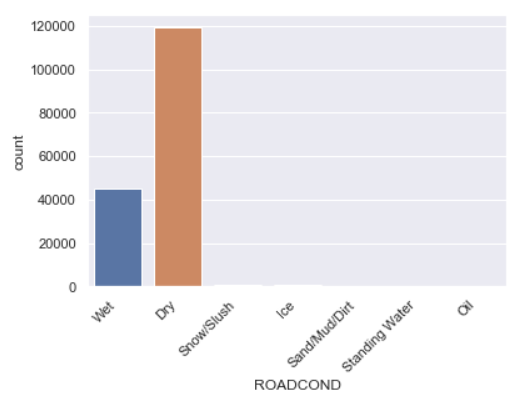 120000
100000
80000
60000
40000
20000
0
count
Wet
Dry
Snow/Slush
Ice
Sand/Mud/Dirt
Standing Water
Oil
ROADCOND